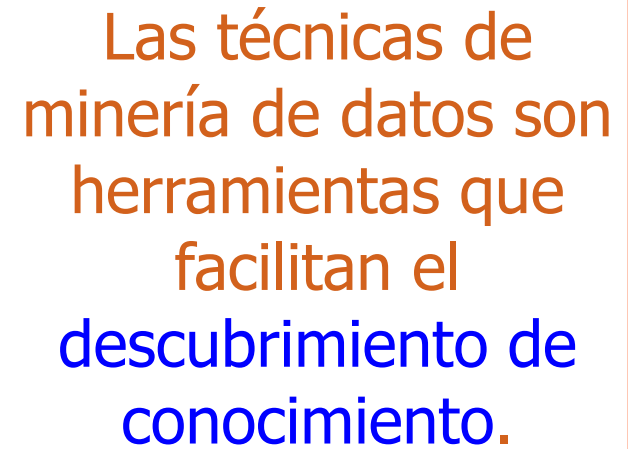 Las técnicas de
minería de datos son
herramientas que
facilitan el
descubrimiento de
conocimiento.